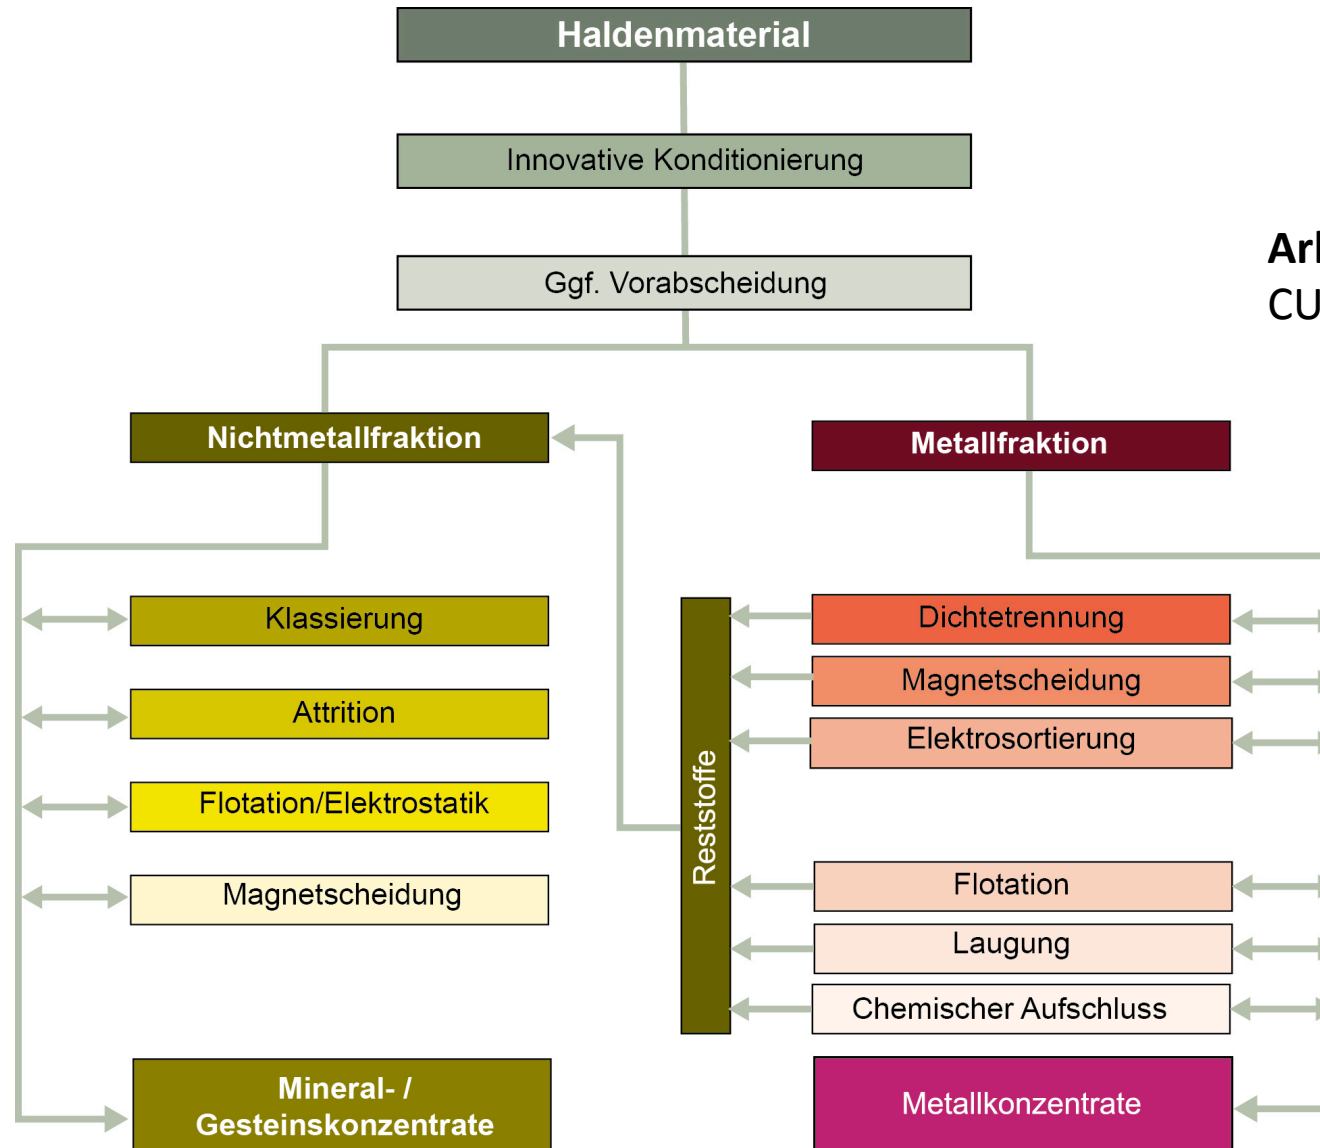 Haldenmaterial
Innovative Konditionierung
Ggf. Vorabscheidung
CU
Nichtmetallfraktion
Metallfraktion
Klassierung
Attrition
Flotation/Elektrostatik
Magnetscheidung
Reststoffe
Dichtetrennung
Magnetscheidung
Elektrosortierung
Flotation
Laugung
Chemischer Aufschluss
Mineral- /
Gesteinskonzentrate
Metallkonzentrate